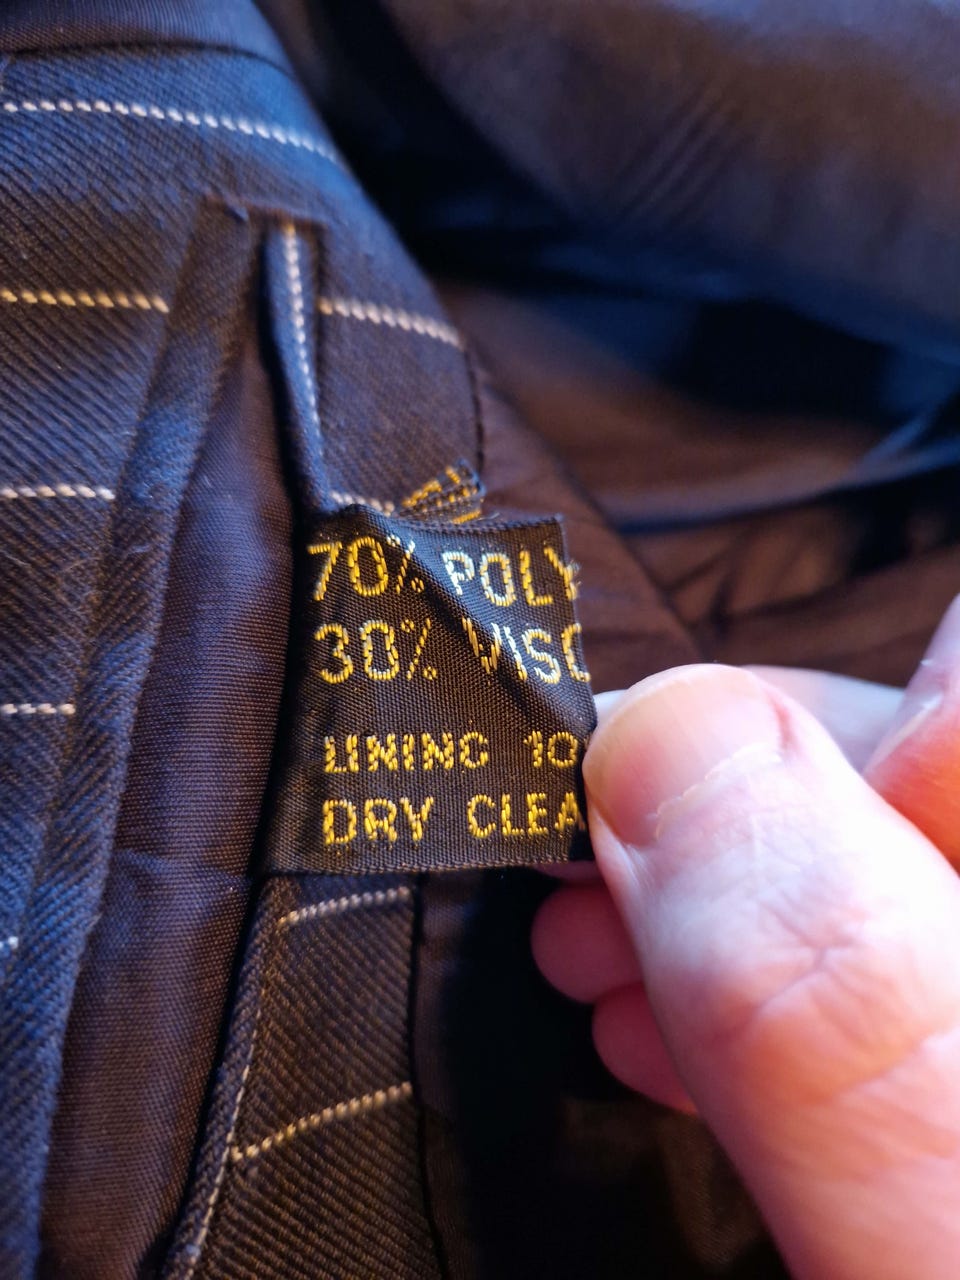 70% POLY
30% VISC
LINING 10
DRY CLEA